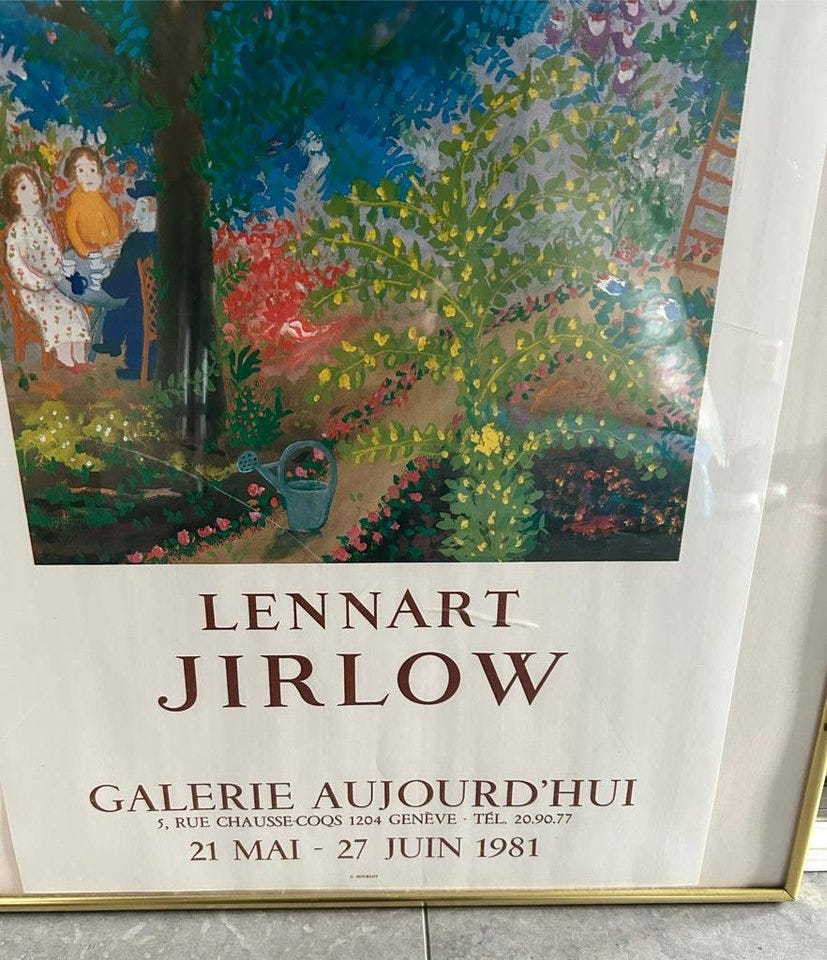 LENNART
JIRLOW
GALERIE AUJOURD'HUI
5, RUE CHAUSSE-COQS 1204 GENÈVE - TÉL. 20.90.77
21 MAI - 27 JUIN 1981